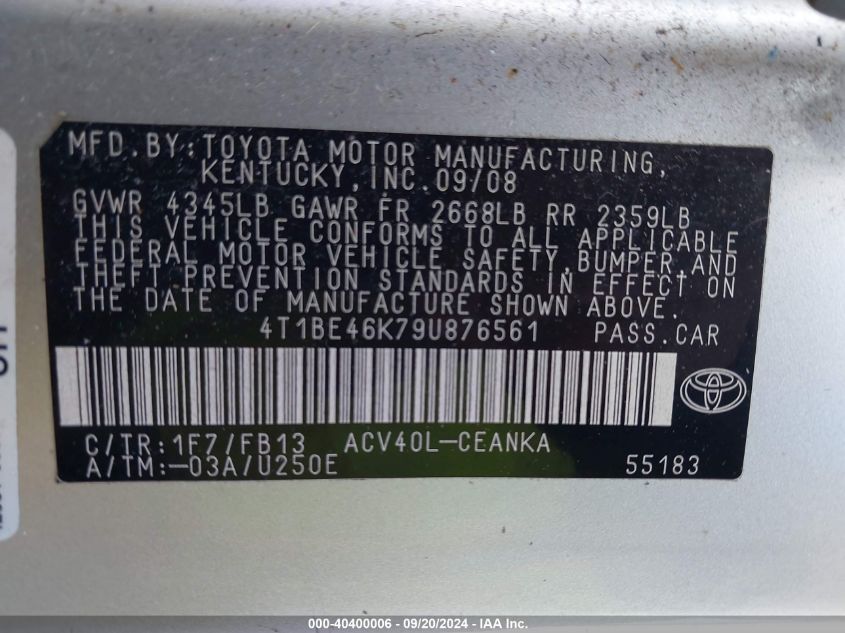 MFD.BY:TOYOTA MOTOR MANUFACTURING,
KENTUCKY,INC.09/08
GVWR 4345LB GAWR FR 2668LB RR 2359LB
THIS VEHICLE CONFORMS TO ALL APPLICABLE
FEDERAL MOTOR VEHICLE SAFETY,BUMPER,AND
THEFT PREVENTION STANDARDS IN EFFECT ON
THE DATE OF MANUFACTURE SHOWN ABOVE.
4T1BE46K79U876561 PASS.CAR
C/TR:1F7/FB13 ACV40L-CEANKA
A/TM:-03A/U250E 55183
000-40400006 - 09/20/2024 - IAA Inc.